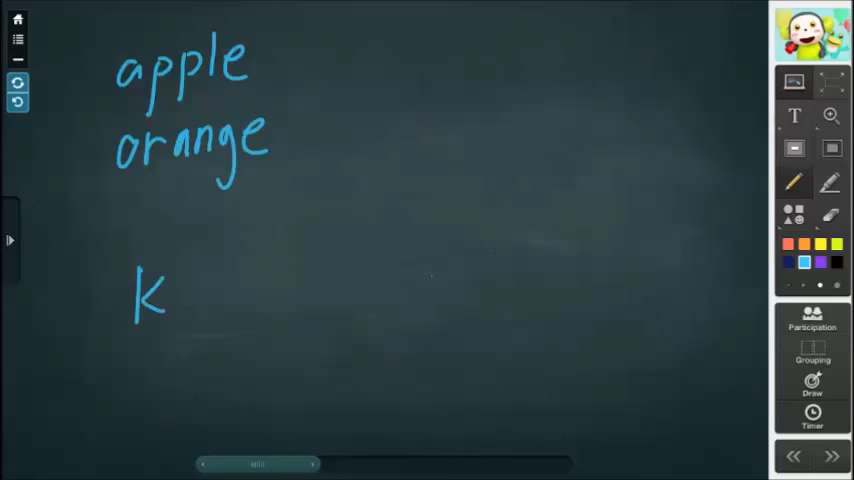 apple
orange
K
T
Participation
Grouping
Draw
Timer